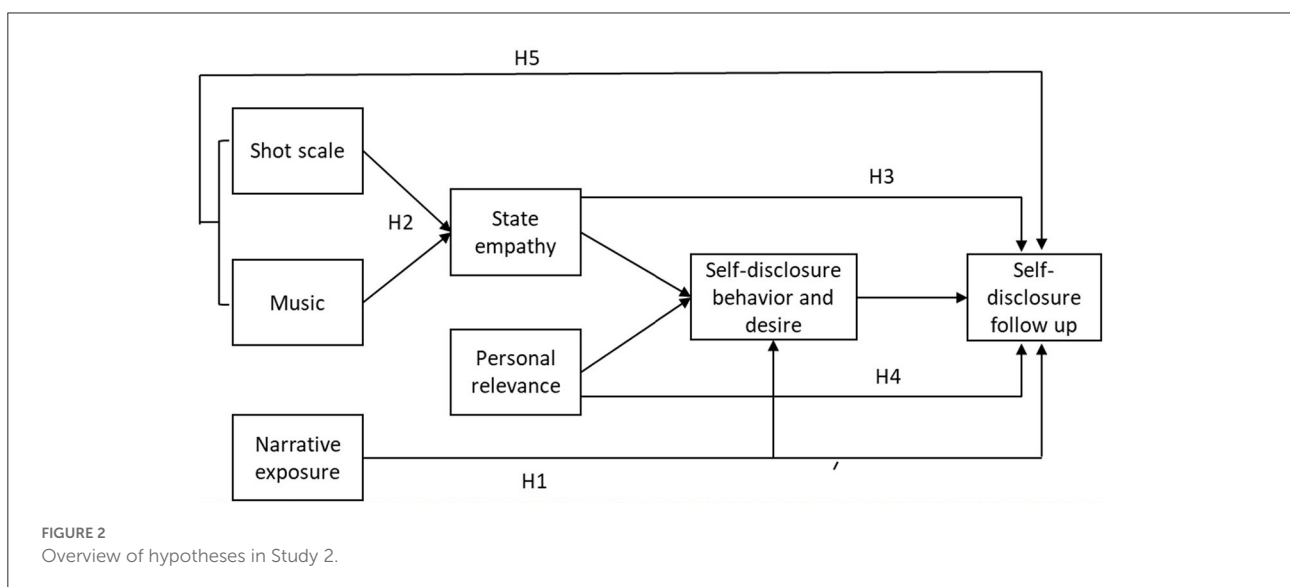 H5
Shot scale
H2
Music
State
empathy
H3
Self-disclosure
behavior and
desire
Self-
disclosure
follow up
Personal
relevance
H4
Narrative
exposure
H1
FIGURE 2
Overview of hypotheses in Study 2.